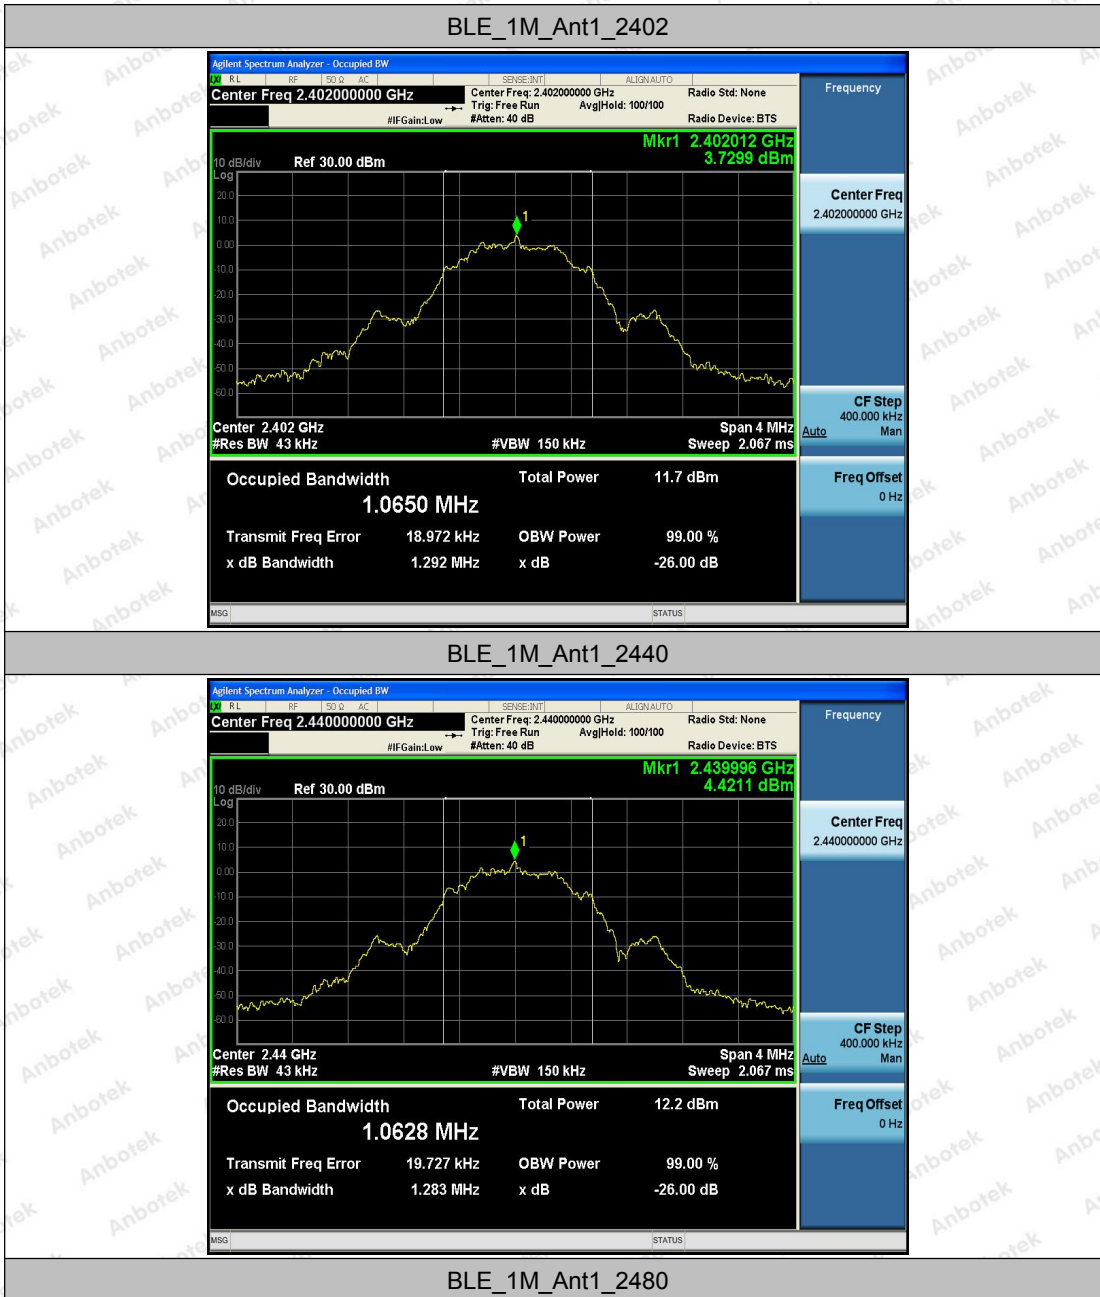 BLE_1M_Ant1_2402
Agilent Spectrum Analyzer - Occupied BW
LXI RL RF 50 Ω AC SENSE:INT ALIGNAUTO
Center Freq 2.402000000 GHz
Center Freq: 2.402000000 GHz Radio Std: None
Trig: Free Run Avg|Hold: 100/100
#IFGain:Low #Atten: 40 dB Radio Device: BTS
Frequency
Mkr1 2.402012 GHz
3.7299 dBm
10 dB/div Ref 30.00 dBm
Log
20.0
10.0
0.00
-10.0
-20.0
-30.0
-40.0
-50.0
-60.0
1
Center Freq
2.402000000 GHz
CF Step
400.000 kHz
Auto Man
Freq Offset
0 Hz
Center 2.402 GHz Span 4 MHz
#Res BW 43 kHz #VBW 150 kHz Sweep 2.067 ms
Occupied Bandwidth Total Power 11.7 dBm
1.0650 MHz
Transmit Freq Error 18.972 kHz OBW Power 99.00 %
x dB Bandwidth 1.292 MHz x dB -26.00 dB
MSG STATUS
BLE_1M_Ant1_2440
Agilent Spectrum Analyzer - Occupied BW
LXI RL RF 50 Ω AC SENSE:INT ALIGNAUTO
Center Freq 2.440000000 GHz
Center Freq: 2.440000000 GHz Radio Std: None
Trig: Free Run Avg|Hold: 100/100
#IFGain:Low #Atten: 40 dB Radio Device: BTS
Frequency
Mkr1 2.439996 GHz
4.4211 dBm
10 dB/div Ref 30.00 dBm
Log
20.0
10.0
0.00
-10.0
-20.0
-30.0
-40.0
-50.0
-60.0
1
Center Freq
2.440000000 GHz
CF Step
400.000 kHz
Auto Man
Freq Offset
0 Hz
Center 2.44 GHz Span 4 MHz
#Res BW 43 kHz #VBW 150 kHz Sweep 2.067 ms
Occupied Bandwidth Total Power 12.2 dBm
1.0628 MHz
Transmit Freq Error 19.727 kHz OBW Power 99.00 %
x dB Bandwidth 1.283 MHz x dB -26.00 dB
MSG STATUS
BLE_1M_Ant1_2480
Anbotek